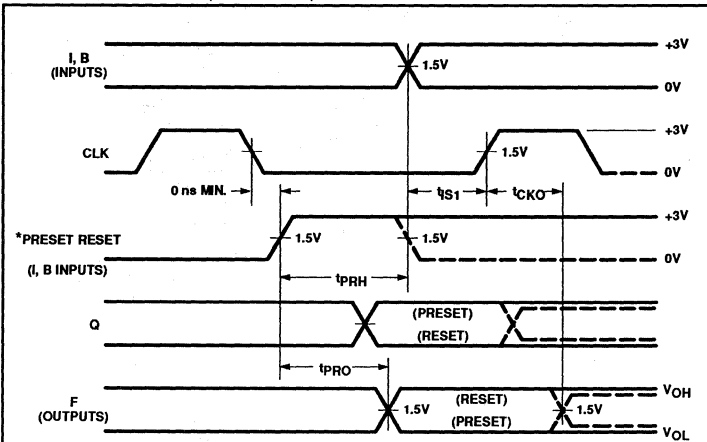 I, B
(INPUTS)
1.5V
+3V
0V
CLK
1.5V
+3V
0V
0 ns MIN.
tIS1
tCKO
*PRESET RESET
(I, B INPUTS)
1.5V
1.5V
+3V
0V
tPRH
Q
(PRESET)
(RESET)
tPRO
F
(OUTPUTS)
1.5V
(RESET)
(PRESET)
1.5V
VOH
VOL